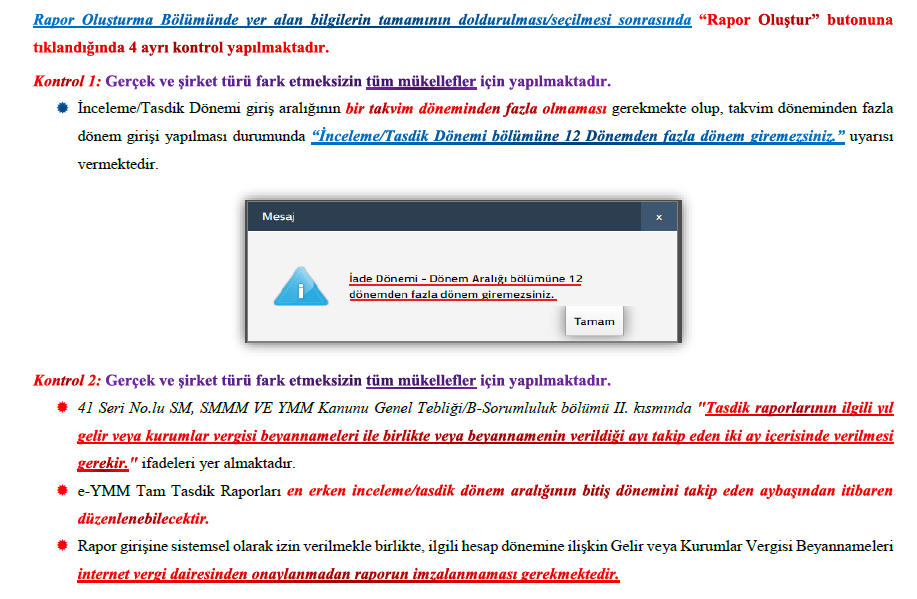 Rapor Oluşturma Bölümünde yer alan bilgilerin tamamının doldurulması/seçilmesi sonrasında “Rapor Oluştur” butonuna
tıklandığında 4 ayrı kontrol yapılmaktadır.
Kontrol 1: Gerçek ve şirket türü fark etmeksizin tüm mükellefler için yapılmaktadır.
İnceleme/Tasdik Dönemi giriş aralığının bir takvim döneminden fazla olmaması gerekmekte olup, takvim döneminden fazla
dönem girişi yapılması durumunda “İnceleme/Tasdik Dönemi bölümüne 12 Dönemden fazla dönem giremezsiniz.” uyarısı
vermektedir.
Mesaj x
İade Dönemi - Dönem Aralığı bölümüne 12
dönemden fazla dönem giremezsiniz.
Tamam
Kontrol 2: Gerçek ve şirket türü fark etmeksizin tüm mükellefler için yapılmaktadır.
41 Seri No.lu SM, SMMM VE YMM Kanunu Genel Tebliği/B-Sorumluluk bölümü II. kısmında "Tasdik raporlarının ilgili yıl
gelir veya kurumlar vergisi beyannameleri ile birlikte veya beyannamenin verildiği ayı takip eden iki ay içerisinde verilmesi
gerekir." ifadeleri yer almaktadır.
e-YMM Tam Tasdik Raporları en erken inceleme/tasdik dönem aralığının bitiş dönemini takip eden aybaşından itibaren
düzenlenebilecektir.
Rapor girişine sistemsel olarak izin verilmekle birlikte, ilgili hesap dönemine ilişkin Gelir veya Kurumlar Vergisi Beyannameleri
internet vergi dairesinden onaylanmadan raporun imzalanmaması gerekmektedir.